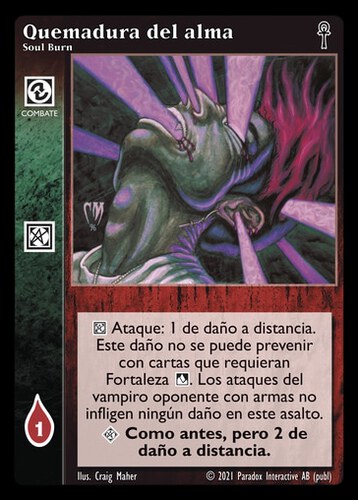 Quemadura del alma
Soul Burn
COMBATE
CM
96
Ataque: 1 de daño a distancia.
Este daño no se puede prevenir
con cartas que requieran
Fortaleza. Los ataques del
vampiro oponente con armas no
infligen ningún daño en este asalto.
Como antes, pero 2 de
daño a distancia.
1
Ilus. Craig Maher
© 2021 Paradox Interactive AB (publ)